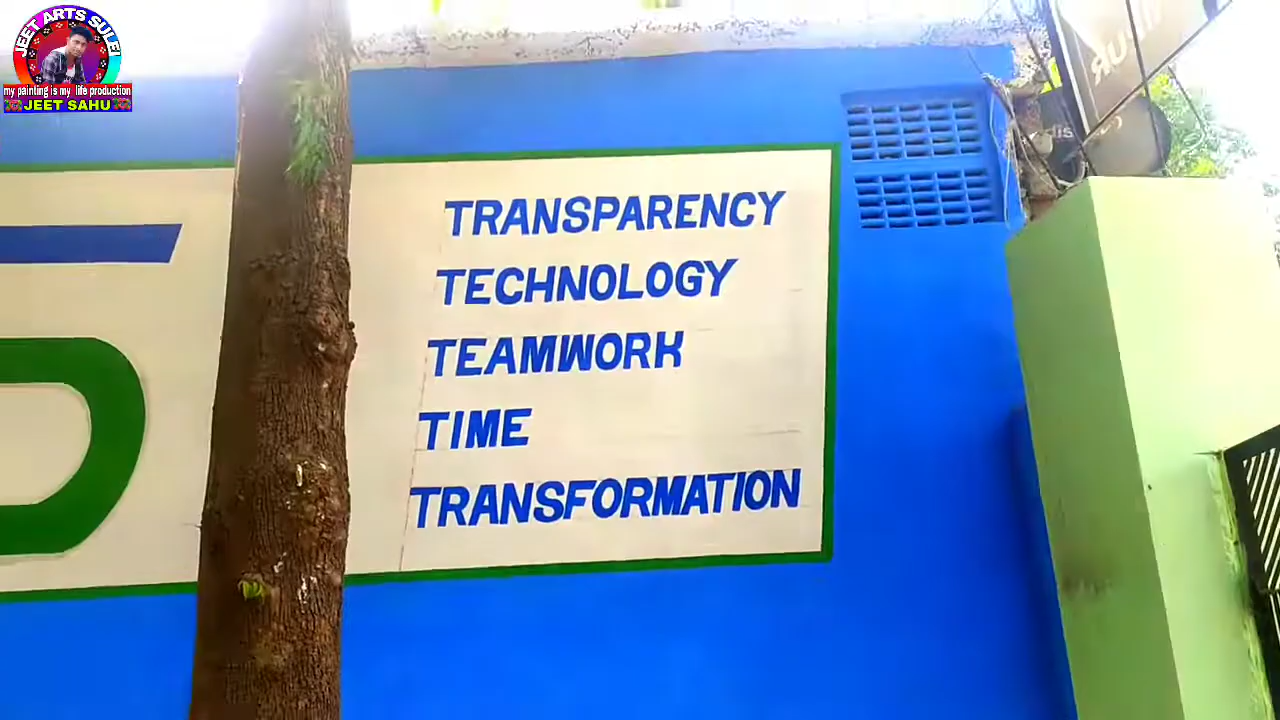 JEET ARTS SULEI
my painting is my life production
JEET SAHU
TRANSPARENCY
TECHNOLOGY
TEAMWORK
TIME
TRANSFORMATION